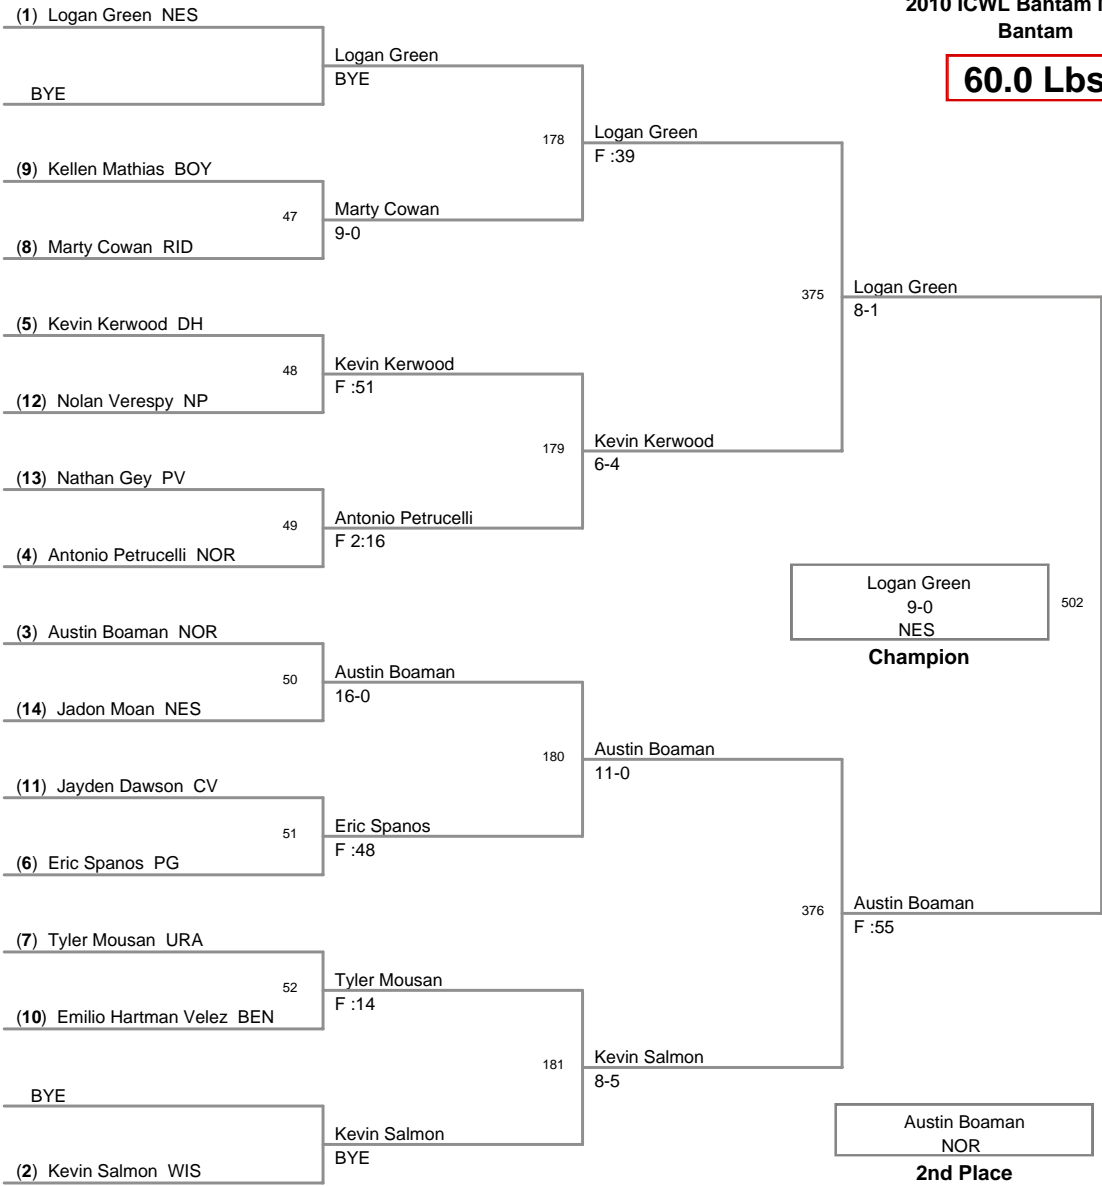 2010 ICWL Bantam
Bantam
60.0 Lbs
(1) Logan Green NES
BYE
(9) Kellen Mathias BOY
47
(8) Marty Cowan RID
(5) Kevin Kerwood DH
48
(12) Nolan Verespy NP
(13) Nathan Gey PV
49
(4) Antonio Petrucelli NOR
(3) Austin Boaman NOR
50
(14) Jadon Moan NES
(11) Jayden Dawson CV
51
(6) Eric Spanos PG
(7) Tyler Mousan URA
52
(10) Emilio Hartman Velez BEN
BYE
(2) Kevin Salmon WIS
Logan Green
BYE
178
Marty Cowan
9-0
Kevin Kerwood
F :51
179
Antonio Petrucelli
F 2:16
Austin Boaman
16-0
180
Eric Spanos
F :48
Tyler Mousan
F :14
181
Kevin Salmon
BYE
Logan Green
F :39
375
Kevin Kerwood
6-4
Austin Boaman
11-0
376
Kevin Salmon
8-5
Logan Green
8-1
502
Austin Boaman
F :55
Logan Green
9-0
NES
Champion
Austin Boaman
NOR
2nd Place